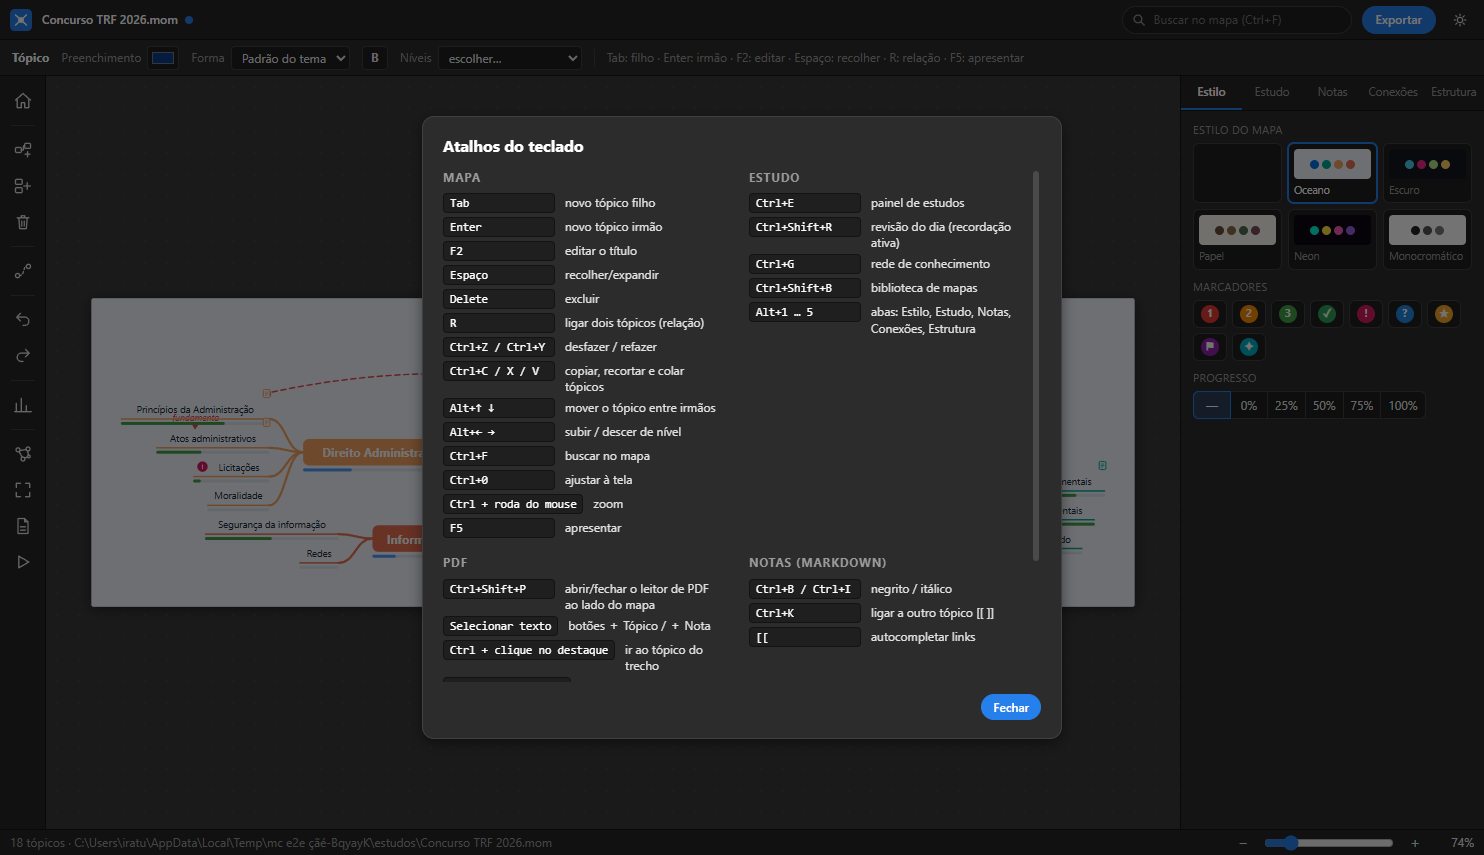 Concurso TRF 2026.mom
Buscar no mapa (Ctrl+F)
Exportar
Tópico
Preenchimento
Forma
Padrão do tema
B
Níveis
escolher...
Tab: filho · Enter: irmão · F2: editar · Espaço: recolher · R: relação · F5: apresentar
Estilo
Estudo
Notas
Conexões
Estrutura
ESTILO DO MAPA
Oceano
Escuro
Papel
Neon
Monocromático
MARCADORES
1
2
3
✓
!
?
PROGRESSO
—
0%
25%
50%
75%
100%
Princípios da Administração
fundamenta
Atos administrativos
Licitações
Moralidade
Direito Administra
Segurança da informação
Redes
Inform
mentais
ntais
do
Atalhos do teclado
MAPA
Tab novo tópico filho
Enter novo tópico irmão
F2 editar o título
Espaço recolher/expandir
Delete excluir
R ligar dois tópicos (relação)
Ctrl+Z / Ctrl+Y desfazer / refazer
Ctrl+C / X / V copiar, recortar e colar
tópicos
Alt+↑ ↓ mover o tópico entre irmãos
Alt+← → subir / descer de nível
Ctrl+F buscar no mapa
Ctrl+0 ajustar à tela
Ctrl + roda do mouse zoom
F5 apresentar
ESTUDO
Ctrl+E painel de estudos
Ctrl+Shift+R revisão do dia (recordação
ativa)
Ctrl+G rede de conhecimento
Ctrl+Shift+B biblioteca de mapas
Alt+1 … 5 abas: Estilo, Estudo, Notas,
Conexões, Estrutura
PDF
Ctrl+Shift+P abrir/fechar o leitor de PDF
ao lado do mapa
Selecionar texto botões + Tópico / + Nota
Ctrl + clique no destaque ir ao tópico do
trecho
NOTAS (MARKDOWN)
Ctrl+B / Ctrl+I negrito / itálico
Ctrl+K ligar a outro tópico [[ ]]
[[ autocompletar links
Fechar
18 tópicos · C:\Users\iratu\AppData\Local\Temp\mc e2e çãé-BqyayK\estudos\Concurso TRF 2026.mom
−
+
74%